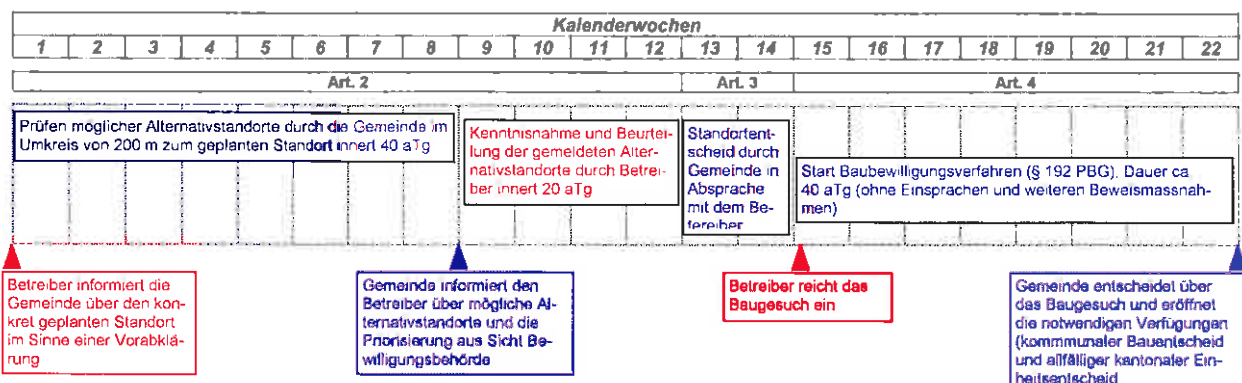 Kalenderwochen
1 2 3 4 5 6 7 8 9 10 11 12 13 14 15 16 17 18 19 20 21 22
Art. 2 Art. 3 Art. 4
Prüfen möglicher Alternativstandorte durch die Gemeinde im
Umkreis von 200 m zum geplanten Standort innert 40 aTg
Kenntnisnahme und Beurtei-
lung der gemeldeten Alter-
nativstandorte durch Betrei-
ber innert 20 aTg
Standortent-
scheid durch
Gemeinde in
Absprache
mit dem Be-
tereiber
Start Baubewilligungsverfahren (§ 192 PBG), Dauer ca
40 aTg (ohne Einsprachen und weiteren Beweismassnah-
men)
Betreiber informiert die
Gemeinde über den kon-
kret geplanten Standort
im Sinne einer Vorabklä-
rung
Gemeinde informiert den
Betreiber über mögliche Al-
ternativstandorte und die
Priorisierung aus Sicht Be-
willigungsbehörde
Betreiber reicht das
Baugesuch ein
Gemeinde entscheidet über
das Baugesuch und eröffnet
die notwendigen Verfügungen
(kommmunaler Bauentscheid
und allfälliger kantonaler Ein-
heitsentscheid